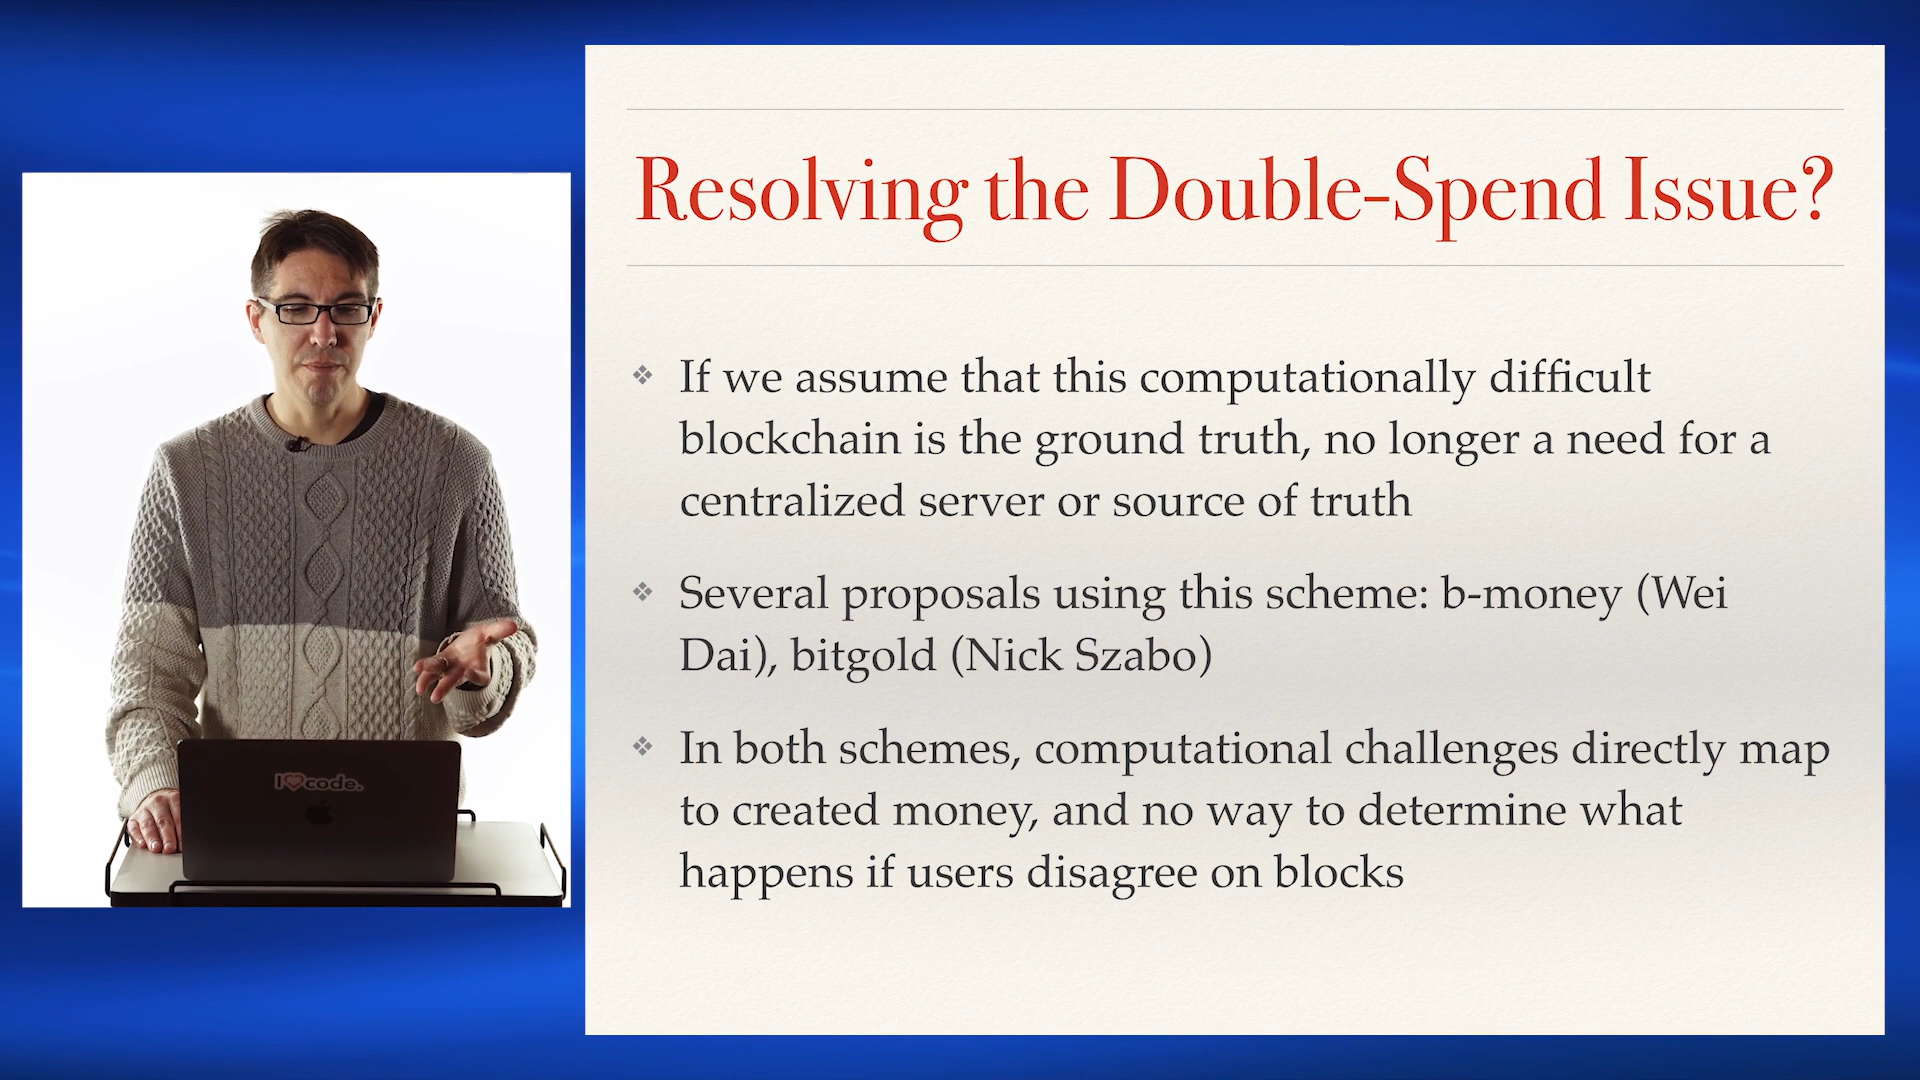 Resolving the Double-Spend Issue?
If we assume that this computationally difficult
blockchain is the ground truth, no longer a need for a
centralized server or source of truth
Several proposals using this scheme: b-money (Wei
Dai), bitgold (Nick Szabo)
In both schemes, computational challenges directly map
to created money, and no way to determine what
happens if users disagree on blocks
I❤code.